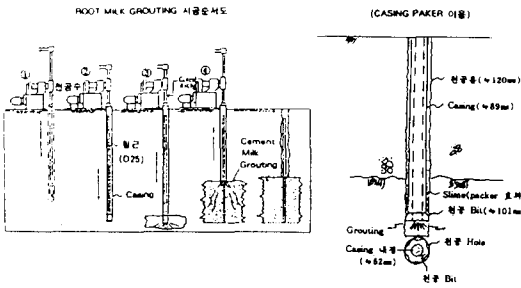 ROOT MILK GROUTING 시공순서도
① 천공수 ② ③ ④
철근
(D25)
Casing
Cement
Milk
Grouting
(CASING PAKER 이용)
천공홀(≒120㎜)
Casing(≒89㎜)
Slime(packer 효과
천공 Bit(≒101㎜
Grouting
천공 Hole
Casing 내경
(≒62㎜)
천공 Bit